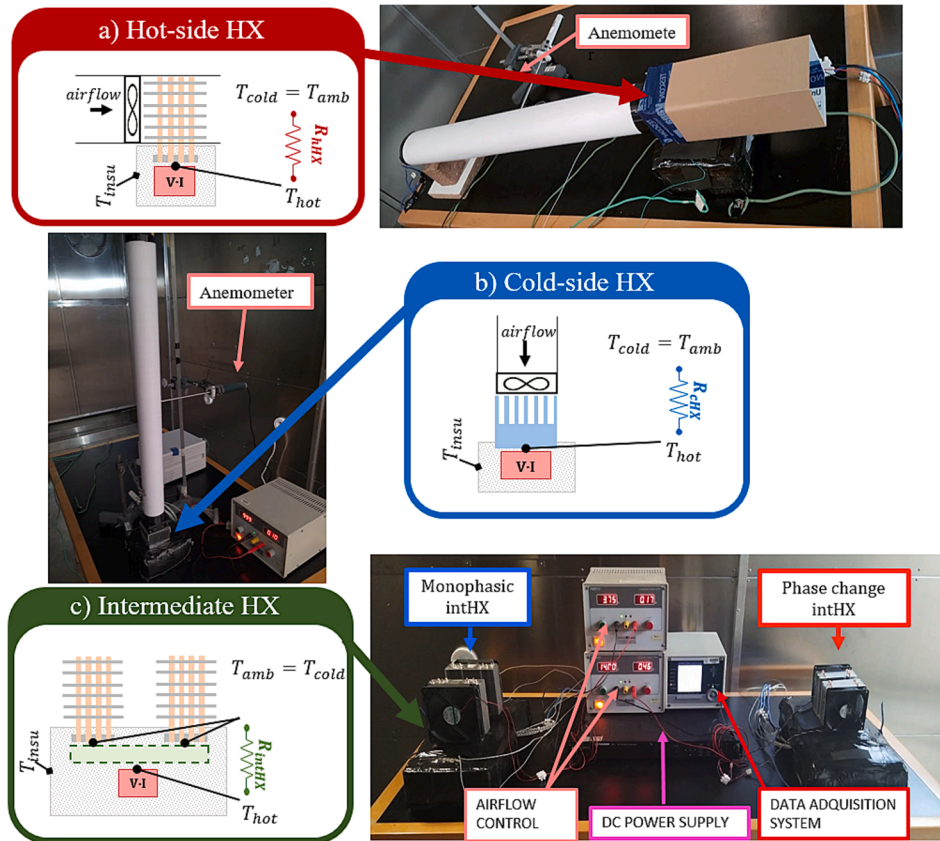 a) Hot-side HX
airflow
T_cold = T_amb
R_hHX
T_insu
V·I
T_hot
Anemomete
r
Anemometer
b) Cold-side HX
airflow
T_cold = T_amb
R_cHX
T_insu
V·I
T_hot
c) Intermediate HX
T_amb = T_cold
R_intHX
T_insu
V·I
T_hot
Monophasic
intHX
Phase change
intHX
AIRFLOW
CONTROL
DC POWER SUPPLY
DATA ADQUISITION
SYSTEM